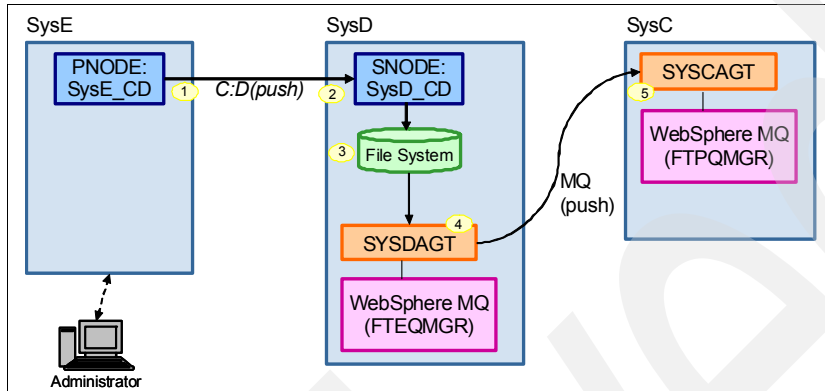 SysE
SysD
SysC
PNODE:
SysE_CD
1
C:D(push)
2
SNODE:
SysD_CD
3
File System
4
SYSDAGT
WebSphere MQ
(FTEQMGR)
MQ
(push)
SYSCAGT
5
WebSphere MQ
(FTPQMGR)
Administrator